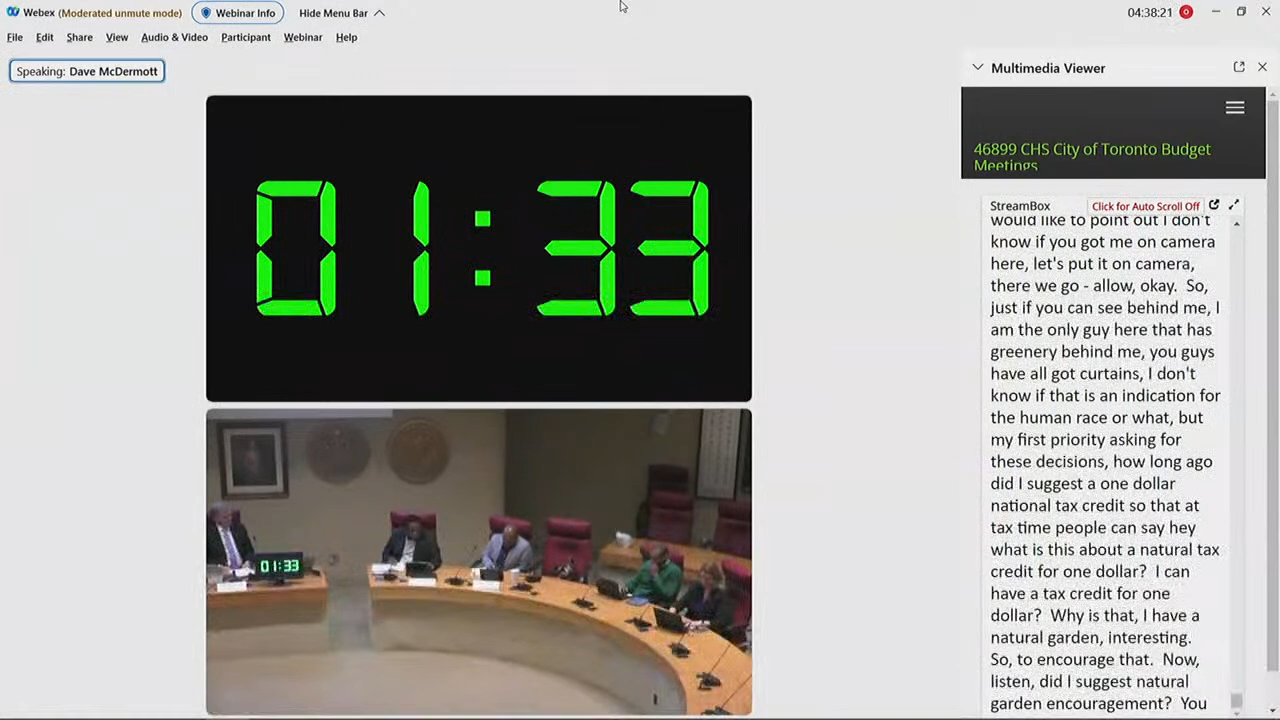 Webex (Moderated unmute mode) Webinar Info Hide Menu Bar 04:38:21
File Edit Share View Audio & Video Participant Webinar Help
Speaking: Dave McDermott
Multimedia Viewer
01:33
01:33
46899 CHS City of Toronto Budget
Meetings
StreamBox Click for Auto Scroll Off
would like to point out I don't
know if you got me on camera
here, let's put it on camera,
there we go - allow, okay. So,
just if you can see behind me, I
am the only guy here that has
greenery behind me, you guys
have all got curtains, I don't
know if that is an indication for
the human race or what, but
my first priority asking for
these decisions, how long ago
did I suggest a one dollar
national tax credit so that at
tax time people can say hey
what is this about a natural tax
credit for one dollar? I can
have a tax credit for one
dollar? Why is that, I have a
natural garden, interesting.
So, to encourage that. Now,
listen, did I suggest natural
garden encouragement? You